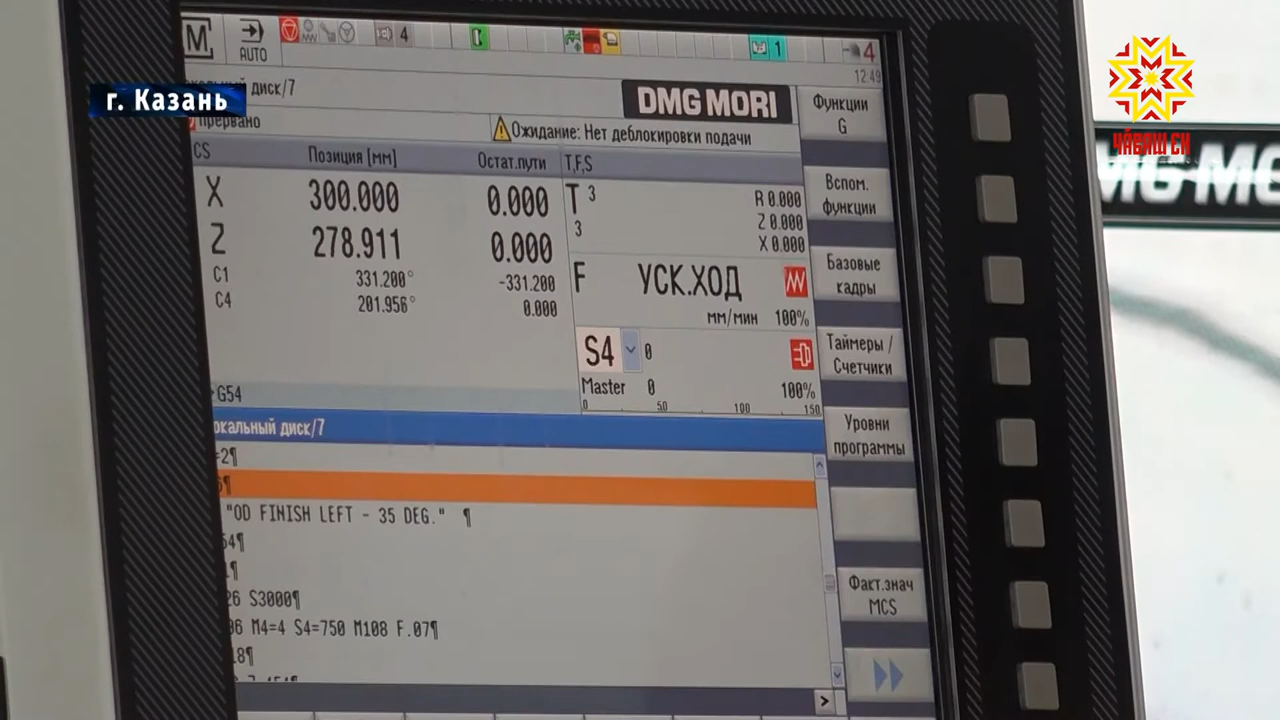 M
AUTO
4
1
4
12:49
г. Казань
диск/7
DMG MORI
Функции
G
ЧӐВАШ ЕН
DMG MO
прервано
Ожидание: Нет деблокировки подачи
CS
Позиция [мм]
Остат.пути
T,F,S
Вспом.
функции
X 300.000 0.000
T 3
R 0.000
3
Z 0.000
X 0.000
Z 278.911 0.000
C1 331.200° -331.200
C4 201.956° 0.000
F УСК.ХОД
мм/мин 100%
Базовые
кадры
S4 0
Master 0 100%
0 50 100 150
Таймеры /
Счетчики
G54
окальный диск/7
Уровни
программы
=2¶
¶
"OD FINISH LEFT - 35 DEG." ¶
54¶
1¶
26 S3000¶
06 M4=4 S4=750 M108 F.07¶
18¶
Факт.знач
MCS